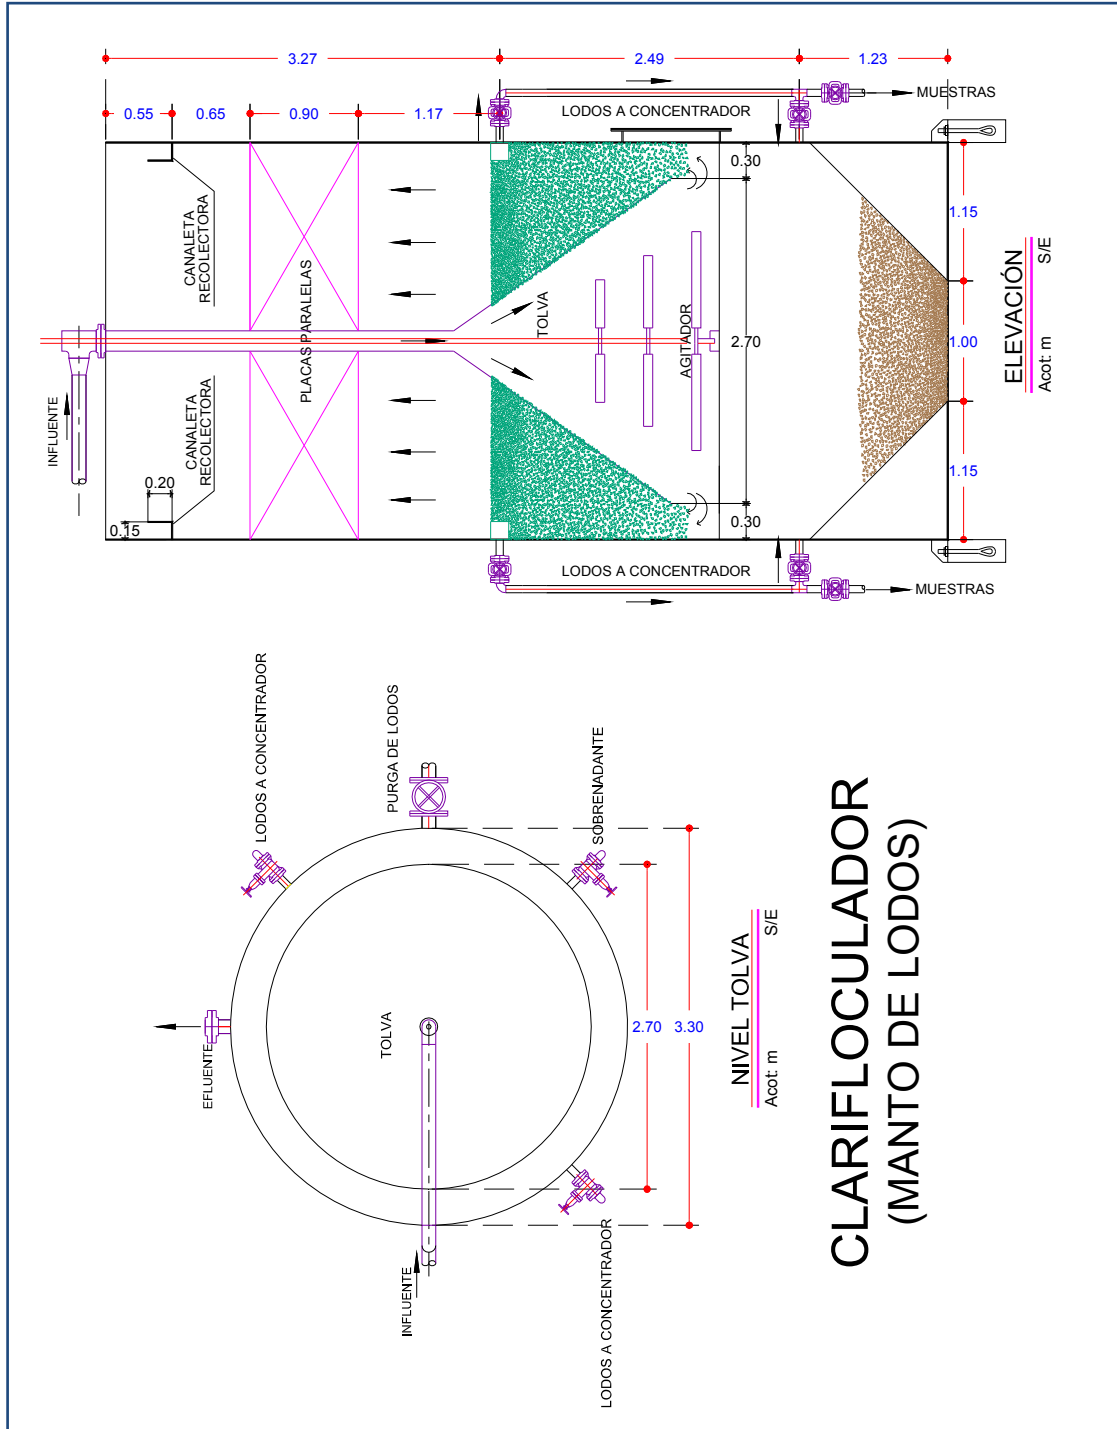 3.27
2.49
1.23
0.55
0.65
0.90
1.17
LODOS A CONCENTRADOR
MUESTRAS
0.30
1.15
CANALETA
RECOLECTORA
PLACAS PARALELAS
TOLVA
AGITADOR
2.70
1.00
ELEVACIÓN
Acot: m
S/E
INFLUENTE
CANALETA
RECOLECTORA
0.20
0.15
0.30
1.15
LODOS A CONCENTRADOR
MUESTRAS
LODOS A CONCENTRADOR
PURGA DE LODOS
SOBRENADANTE
EFLUENTE
TOLVA
2.70
3.30
INFLUENTE
LODOS A CONCENTRADOR
NIVEL TOLVA
Acot: m
S/E
CLARIFLOCULADOR
(MANTO DE LODOS)